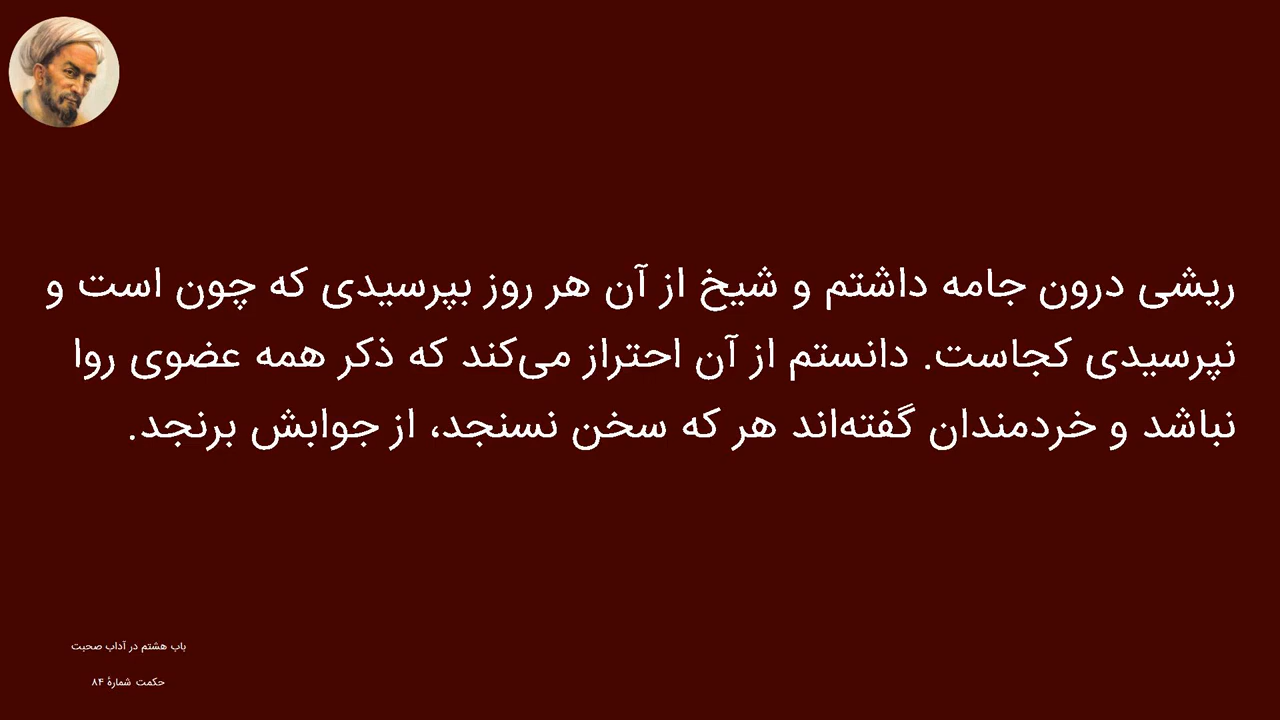 ریشی درون جامه داشتم و شیخ از آن هر روز بپرسیدی که چون است و
نپرسیدی کجاست. دانستم از آن احتراز می‌کند که ذکر همه عضوی روا
نباشد و خردمندان گفته‌اند هر که سخن نسنجد، از جوابش برنجد.
باب هشتم در آداب صحبت
حکمت شمارهٔ ۸۴